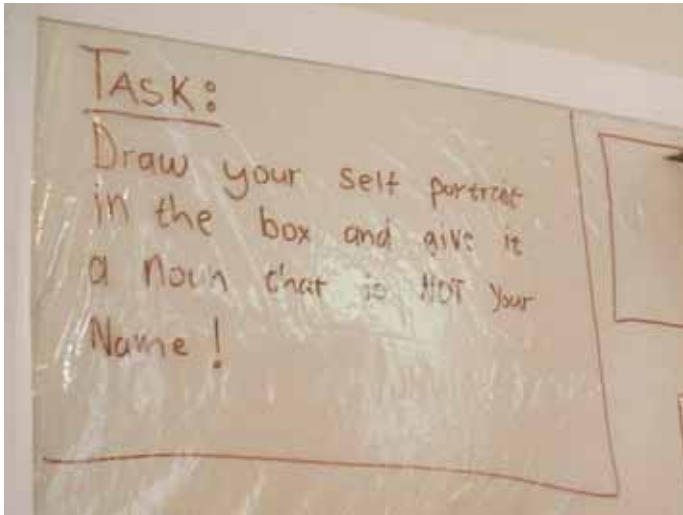 TASK:
Draw your self portrait
in the box and give it
a noun that is NOT your
Name!